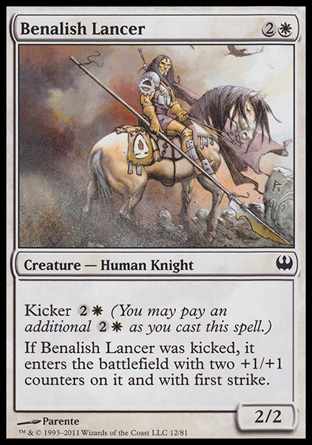 Benalish Lancer 2
Creature — Human Knight
Kicker 2 (You may pay an
additional 2 as you cast this spell.)
If Benalish Lancer was kicked, it
enters the battlefield with two +1/+1
counters on it and with first strike.
Parente
™ & © 1993–2011 Wizards of the Coast LLC 12/81
2/2